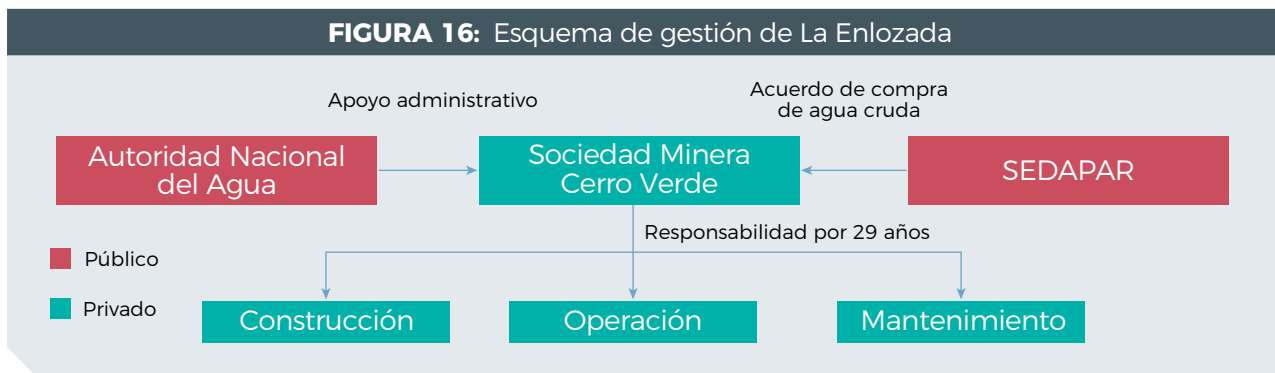 FIGURA 16: Esquema de gestión de La Enlozada
Apoyo administrativo
Acuerdo de compra
de agua cruda
Autoridad Nacional
del Agua
Sociedad Minera
Cerro Verde
SEDAPAR
Responsabilidad por 29 años
Público
Privado
Construcción
Operación
Mantenimiento